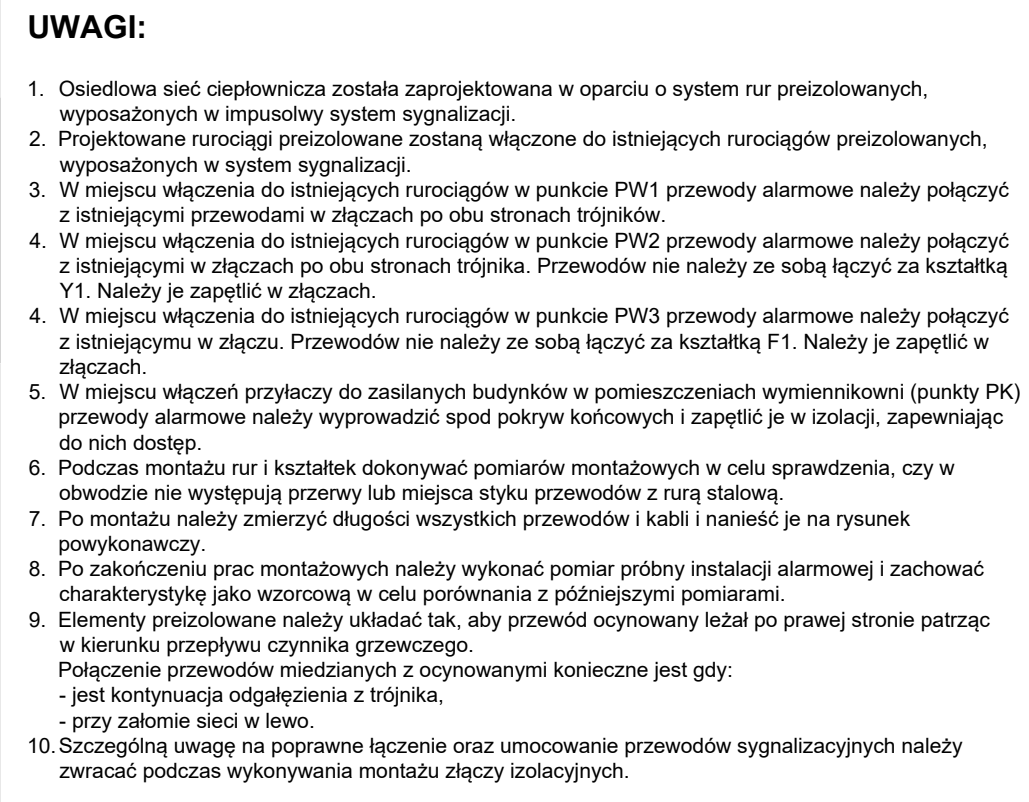 UWAGI:
1. Osiedlowa sieć ciepłownicza została zaprojektowana w oparciu o system rur preizolowanych,
wyposażonych w impusolwy system sygnalizacji.
2. Projektowane rurociągi preizolowane zostaną włączone do istniejących rurociągów preizolowanych,
wyposażonych w system sygnalizacji.
3. W miejscu włączenia do istniejących rurociągów w punkcie PW1 przewody alarmowe należy połączyć
z istniejącymi przewodami w złączach po obu stronach trójników.
4. W miejscu włączenia do istniejących rurociągów w punkcie PW2 przewody alarmowe należy połączyć
z istniejącymi w złączach po obu stronach trójnika. Przewodów nie należy ze sobą łączyć za kształtką
Y1. Należy je zapętlić w złączach.
4. W miejscu włączenia do istniejących rurociągów w punkcie PW3 przewody alarmowe należy połączyć
z istniejącymu w złączu. Przewodów nie należy ze sobą łączyć za kształtką F1. Należy je zapętlić w
złączach.
5. W miejscu włączeń przyłaczy do zasilanych budynków w pomieszczeniach wymiennikowni (punkty PK)
przewody alarmowe należy wyprowadzić spod pokryw końcowych i zapętlić je w izolacji, zapewniając
do nich dostęp.
6. Podczas montażu rur i kształtek dokonywać pomiarów montażowych w celu sprawdzenia, czy w
obwodzie nie występują przerwy lub miejsca styku przewodów z rurą stalową.
7. Po montażu należy zmierzyć długości wszystkich przewodów i kabli i nanieść je na rysunek
powykonawczy.
8. Po zakończeniu prac montażowych należy wykonać pomiar próbny instalacji alarmowej i zachować
charakterystykę jako wzorcową w celu porównania z późniejszymi pomiarami.
9. Elementy preizolowane należy układać tak, aby przewód ocynowany leżał po prawej stronie patrząc
w kierunku przepływu czynnika grzewczego.
Połączenie przewodów miedzianych z ocynowanymi konieczne jest gdy:
- jest kontynuacja odgałęzienia z trójnika,
- przy załomie sieci w lewo.
10. Szczególną uwagę na poprawne łączenie oraz umocowanie przewodów sygnalizacyjnych należy
zwracać podczas wykonywania montażu złączy izolacyjnych.